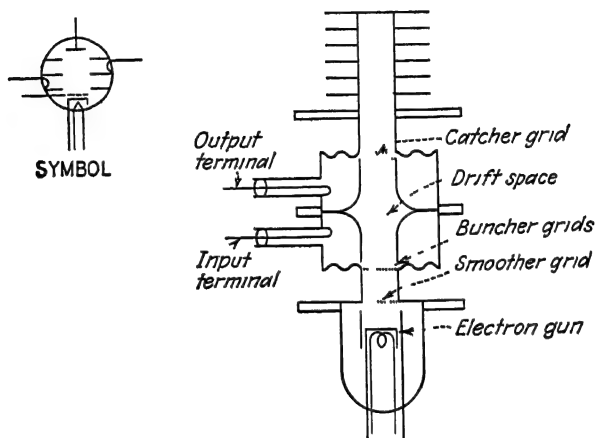 SYMBOL
Output
terminal
Input
terminal
Catcher grid
Drift space
Buncher grids
Smoother grid
Electron gun